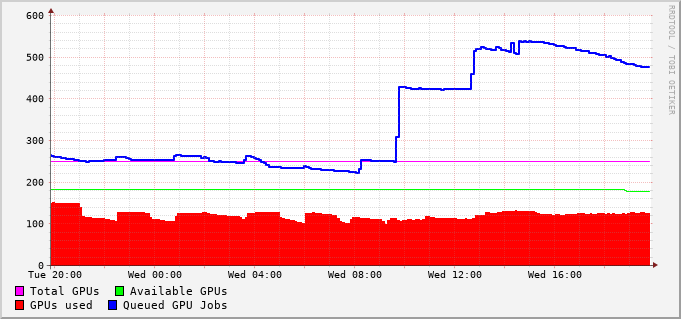 600
500
400
300
200
100
0
Tue 20:00 Wed 00:00 Wed 04:00 Wed 08:00 Wed 12:00 Wed 16:00
Total GPUs Available GPUs
GPUs used Queued GPU Jobs
RRDTOOL / TOBI OETIKER